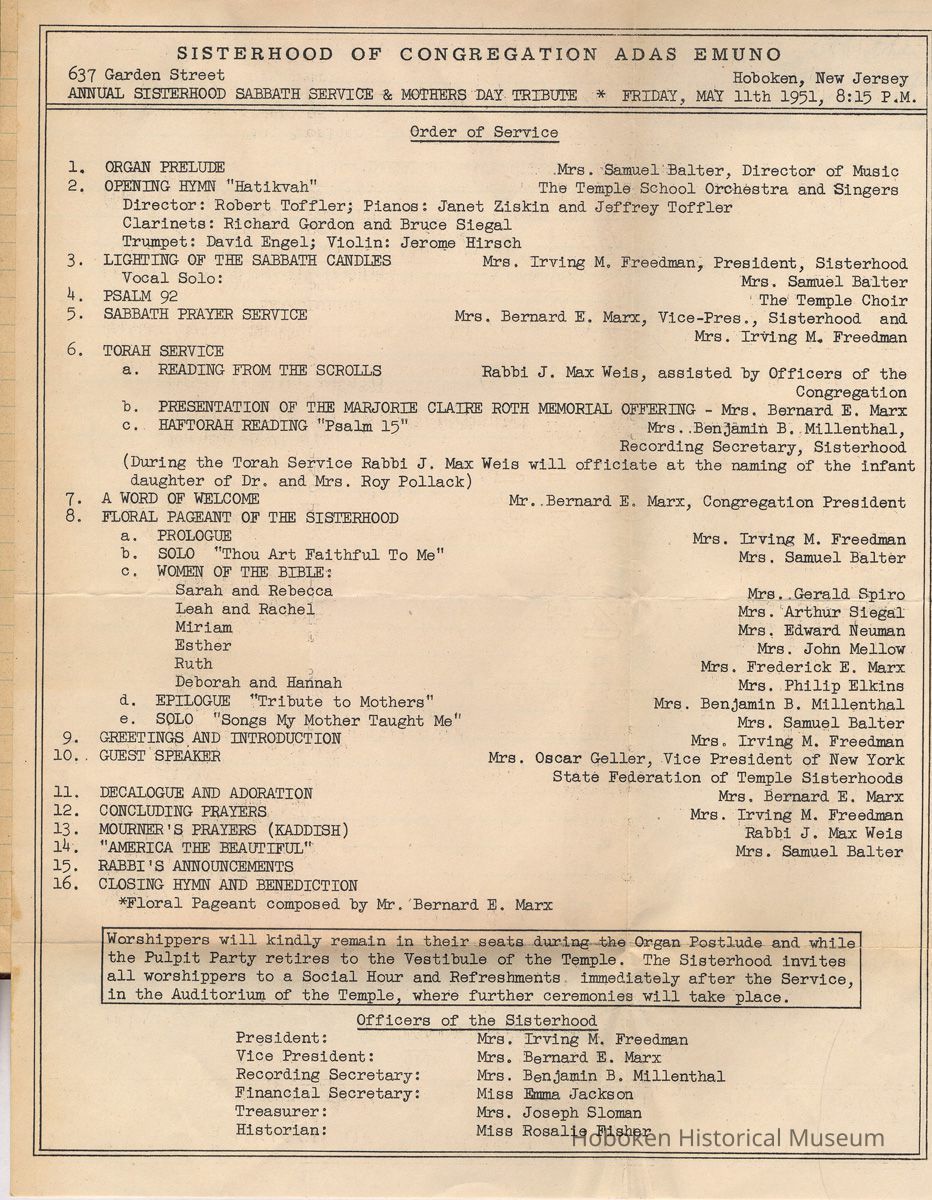 SISTERHOOD OF CONGREGATION ADAS EMUNO
637 Garden Street Hoboken, New Jersey
ANNUAL SISTERHOOD SABBATH SERVICE & MOTHERS DAY TRIBUTE * FRIDAY, MAY 11th 1951, 8:15 P.M.
Order of Service
1. ORGAN PRELUDE Mrs. Samuel Balter, Director of Music
2. OPENING HYMN "Hatikvah" The Temple School Orchestra and Singers
Director: Robert Toffler; Pianos: Janet Ziskin and Jeffrey Toffler
Clarinets: Richard Gordon and Bruce Siegal
Trumpet: David Engel; Violin: Jerome Hirsch
3. LIGHTING OF THE SABBATH CANDLES Mrs. Irving M. Freedman, President, Sisterhood
Vocal Solo: Mrs. Samuel Balter
4. PSALM 92 The Temple Choir
5. SABBATH PRAYER SERVICE Mrs. Bernard E. Marx, Vice-Pres., Sisterhood and
Mrs. Irving M. Freedman
6. TORAH SERVICE
a. READING FROM THE SCROLLS Rabbi J. Max Weis, assisted by Officers of the
Congregation
b. PRESENTATION OF THE MARJORIE CLAIRE ROTH MEMORIAL OFFERING - Mrs. Bernard E. Marx
c. HAFTORAH READING "Psalm 15" Mrs. Benjamin B. Millenthal,
Recording Secretary, Sisterhood
(During the Torah Service Rabbi J. Max Weis will officiate at the naming of the infant
daughter of Dr. and Mrs. Roy Pollack)
7. A WORD OF WELCOME Mr. Bernard E. Marx, Congregation President
8. FLORAL PAGEANT OF THE SISTERHOOD
a. PROLOGUE Mrs. Irving M. Freedman
b. SOLO "Thou Art Faithful To Me" Mrs. Samuel Balter
c. WOMEN OF THE BIBLE:
Sarah and Rebecca Mrs. Gerald Spiro
Leah and Rachel Mrs. Arthur Siegal
Miriam Mrs. Edward Neuman
Esther Mrs. John Mellow
Ruth Mrs. Frederick E. Marx
Deborah and Hannah Mrs. Philip Elkins
d. EPILOGUE "Tribute to Mothers" Mrs. Benjamin B. Millenthal
e. SOLO "Songs My Mother Taught Me" Mrs. Samuel Balter
9. GREETINGS AND INTRODUCTION Mrs. Irving M. Freedman
10. GUEST SPEAKER Mrs. Oscar Geller, Vice President of New York
State Federation of Temple Sisterhoods
11. DECALOGUE AND ADORATION Mrs. Bernard E. Marx
12. CONCLUDING PRAYERS Mrs. Irving M. Freedman
13. MOURNER'S PRAYERS (KADDISH) Rabbi J. Max Weis
14. "AMERICA THE BEAUTIFUL" Mrs. Samuel Balter
15. RABBI'S ANNOUNCEMENTS
16. CLOSING HYMN AND BENEDICTION
*Floral Pageant composed by Mr. Bernard E. Marx
Worshippers will kindly remain in their seats during the Organ Postlude and while
the Pulpit Party retires to the Vestibule of the Temple. The Sisterhood invites
all worshippers to a Social Hour and Refreshments immediately after the Service,
in the Auditorium of the Temple, where further ceremonies will take place.
Officers of the Sisterhood
President: Mrs. Irving M. Freedman
Vice President: Mrs. Bernard E. Marx
Recording Secretary: Mrs. Benjamin B. Millenthal
Financial Secretary: Miss Emma Jackson
Treasurer: Mrs. Joseph Sloman
Historian: Miss Rosalie Fisher
Hoboken Historical Museum